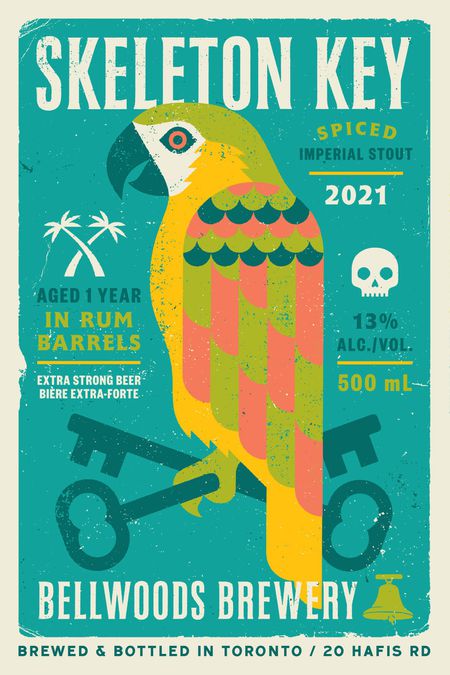 SKELETON KEY
SPICED
IMPERIAL STOUT
2021
AGED 1 YEAR
IN RUM
BARRELS
EXTRA STRONG BEER
BIÈRE EXTRA-FORTE
13%
ALC./VOL.
500 mL
BELLWOODS BREWERY
BREWED & BOTTLED IN TORONTO / 20 HAFIS RD